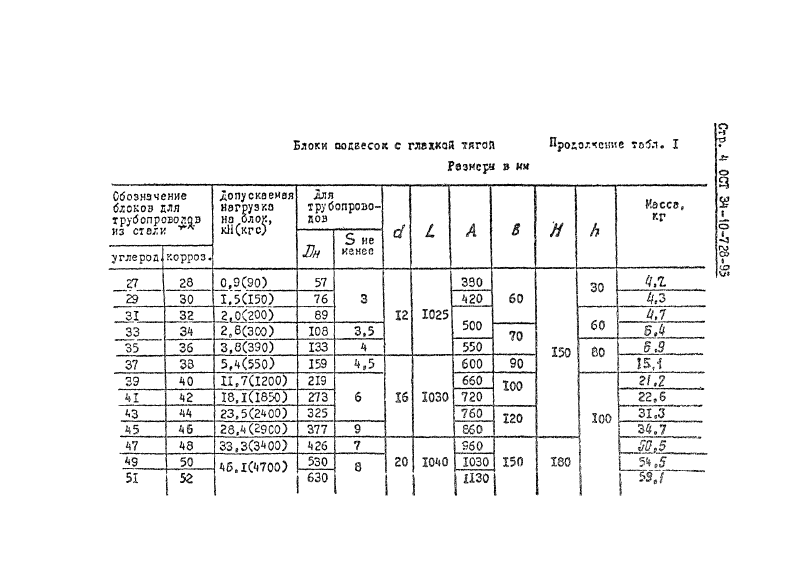 Блоки подвесок с гладкой тягой Продолжение табл. I
Размеры в мм
Стр. 4 ОСТ 34-10-728-93
Обозначение блоков для трубопроводов из стали **
Допускаемая нагрузка на блок, кН(кгс)
Для трубопроводов
d L A B H h Масса, кг
углерод. корроз. Dн S не менее
27 28 0,9(90) 57 3 I2 I025 380 60 I50 30 4,2
29 30 I,5(I50) 76 420 4,3
3I 32 2,0(200) 89 500 60 4,7
33 34 2,8(300) I08 3,5 70 6,4
35 36 3,8(390) I33 4 550 80 6,9
37 38 5,4(550) I59 4,5 I6 I030 600 90 I5,I
39 40 II,7(I200) 219 6 660 I00 I00 21,2
4I 42 I8,I(I850) 273 720 22,6
43 44 23,5(2400) 325 760 I20 3I,3
45 46 28,4(2900) 377 9 860 34,7
47 48 33,3(3400) 426 7 20 I040 960 I50 I80 50,5
49 50 46,I(4700) 530 8 I030 54,5
5I 52 630 II30 59,1